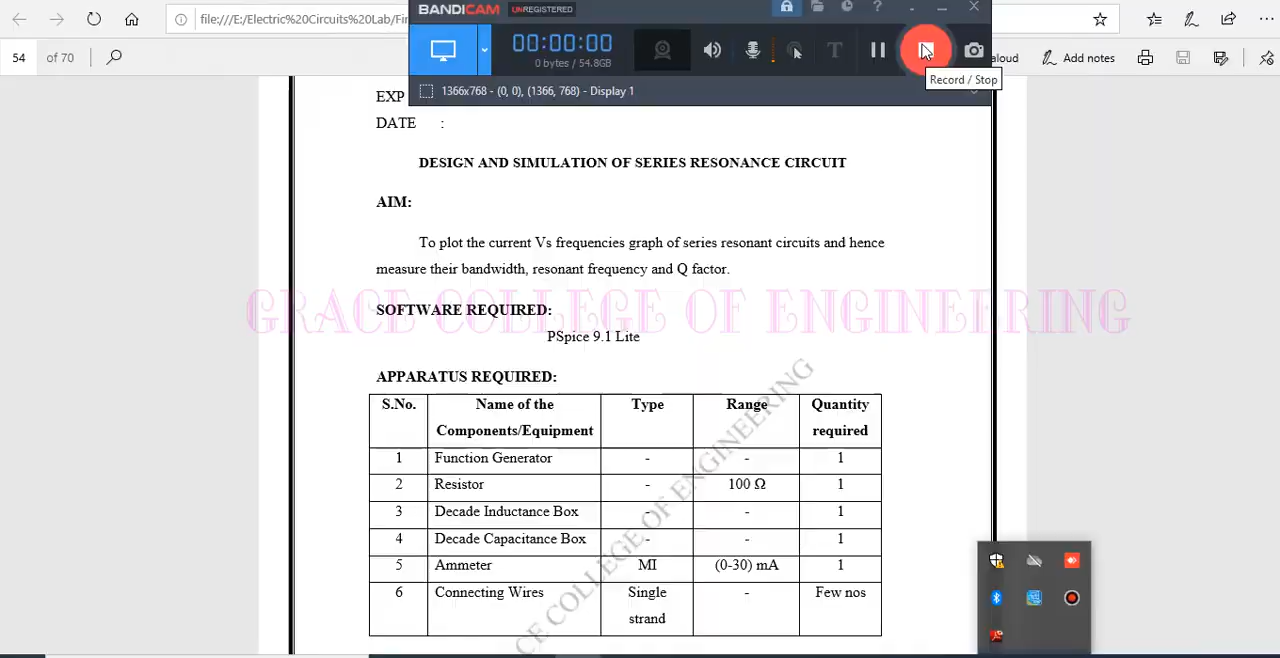 BANDICAM UNREGISTERED
file:///E:/Electric%20Circuits%20Lab/Fir
00:00:00
0 bytes / 54.8GB
54 of 70
aloud
Add notes
Record / Stop
1366x768 - (0, 0), (1366, 768) - Display 1
EXP
DATE :
DESIGN AND SIMULATION OF SERIES RESONANCE CIRCUIT
AIM:
To plot the current Vs frequencies graph of series resonant circuits and hence
measure their bandwidth, resonant frequency and Q factor.
GRACE COLLEGE OF ENGINEERING
SOFTWARE REQUIRED:
PSpice 9.1 Lite
APPARATUS REQUIRED:
S.No. Name of the Components/Equipment Type Range Quantity required
1 Function Generator - - 1
2 Resistor - 100 Ω 1
3 Decade Inductance Box - - 1
4 Decade Capacitance Box - - 1
5 Ammeter MI (0-30) mA 1
6 Connecting Wires Single strand - Few nos
CE COLLEGE OF ENGINEERING